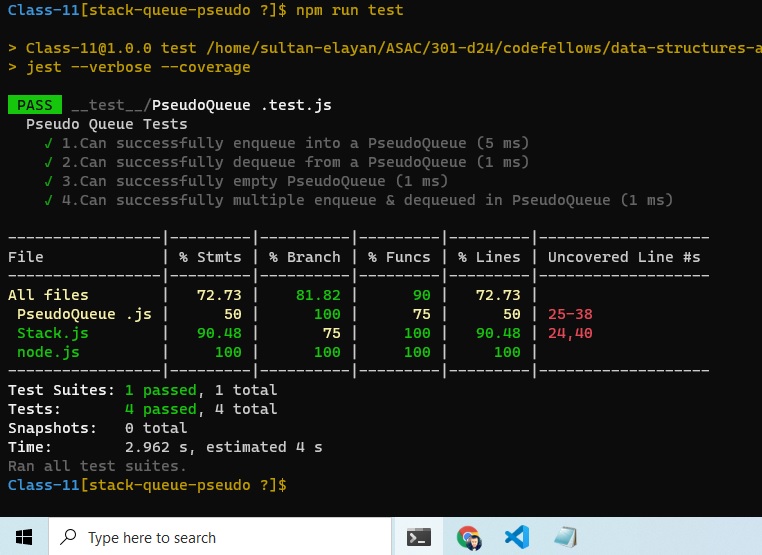 Class-11[stack-queue-pseudo ?]$ npm run test
> Class-11@1.0.0 test /home/sultan-elayan/ASAC/301-d24/codefellows/data-structures-a
> jest --verbose --coverage
PASS __test__/PseudoQueue .test.js
Pseudo Queue Tests
√ 1.Can successfully enqueue into a PseudoQueue (5 ms)
√ 2.Can successfully dequeue from a PseudoQueue (1 ms)
√ 3.Can successfully empty PseudoQueue (1 ms)
√ 4.Can successfully multiple enqueue & dequeued in PseudoQueue (1 ms)
-----------------|---------|----------|---------|---------|-------------------
File | % Stmts | % Branch | % Funcs | % Lines | Uncovered Line #s
-----------------|---------|----------|---------|---------|-------------------
All files | 72.73 | 81.82 | 90 | 72.73 |
PseudoQueue .js | 50 | 100 | 75 | 50 | 25-38
Stack.js | 90.48 | 75 | 100 | 90.48 | 24,40
node.js | 100 | 100 | 100 | 100 |
-----------------|---------|----------|---------|---------|-------------------
Test Suites: 1 passed, 1 total
Tests: 4 passed, 4 total
Snapshots: 0 total
Time: 2.962 s, estimated 4 s
Ran all test suites.
Class-11[stack-queue-pseudo ?]$
Type here to search